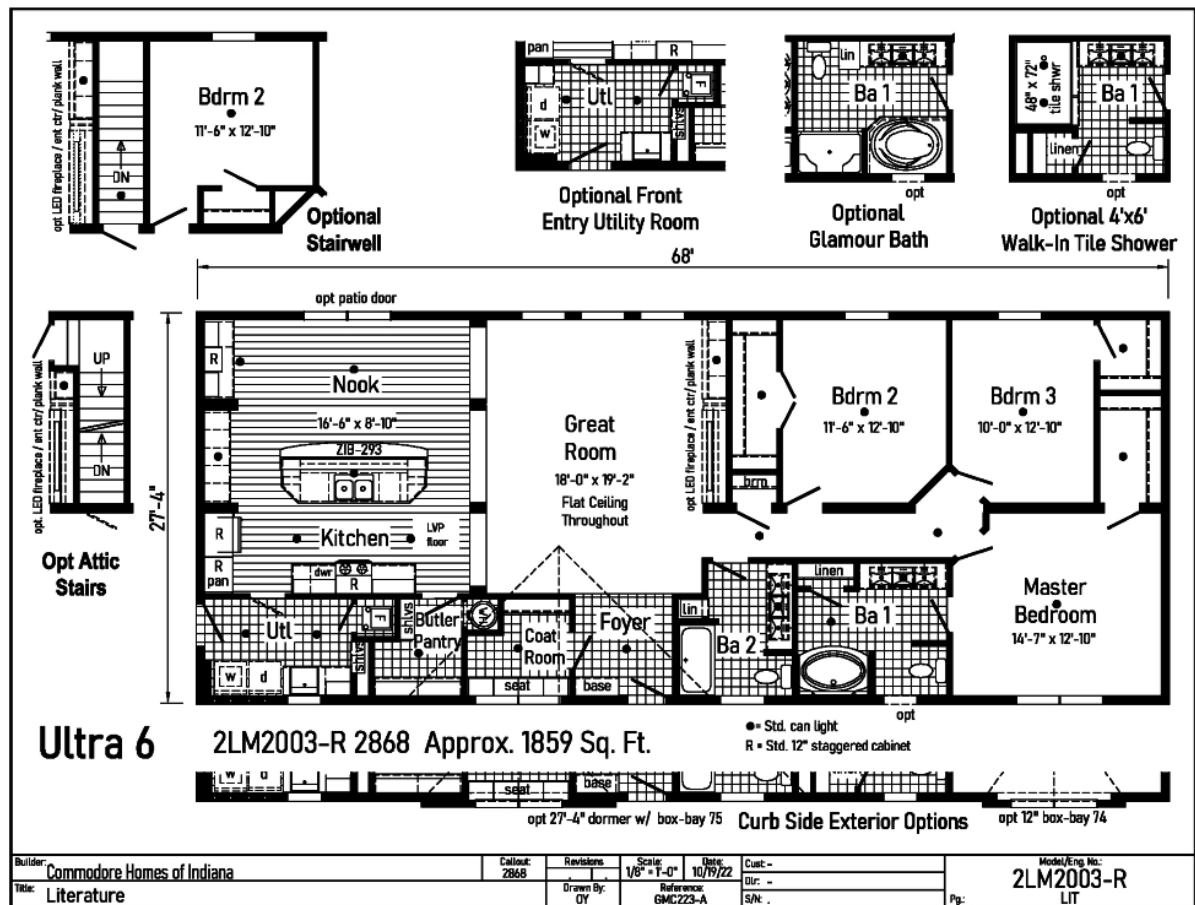 Bdrm 2
11'-6" x 12'-10"
DN
opt LED fireplace / ent ctr/ plank wall
Optional
Stairwell
pan
R
Utl
F
d
w
shlvs
Optional Front
Entry Utility Room
lin
Ba 1
opt
Optional
Glamour Bath
48" x 72"
tile shwr
Ba 1
linen
opt
Optional 4'x6'
Walk-In Tile Shower
68'
opt patio door
27'-4"
UP
DN
opt. LED fireplace / ent ctr/ plank wall
Opt Attic
Stairs
R
Nook
16'-6" x 8'-10"
ZIB-293
Kitchen
LVP
floor
R
R
pan
dwr
R
Great
Room
18'-0" x 19'-2"
Flat Ceiling
Throughout
opt LED fireplace / ent ctr/ plank wall
brm
Bdrm 2
11'-6" x 12'-10"
Bdrm 3
10'-0" x 12'-10"
Utl
F
w
d
shlvs
shlvs
Butler
Pantry
WH
Coat
Room
seat
Foyer
base
lin
Ba 2
linen
Ba 1
opt
Master
Bedroom
14'-7" x 12'-10"
Ultra 6
2LM2003-R 2868 Approx. 1859 Sq. Ft.
●= Std. can light
R = Std. 12" staggered cabinet
w
d
seat
base
opt 27'-4" dormer w/ box-bay 75
Curb Side Exterior Options
opt 12" box-bay 74
Builder: Commodore Homes of Indiana
Title: Literature
Callout:
2868
Revisions
Drawn By:
OY
Scale:
1/8" = 1'-0"
Date:
10/19/22
Reference:
GMC223-A
Cust: -
Dlr: -
S/N: .
Model/Eng. No.:
2LM2003-R
Pg.: LIT